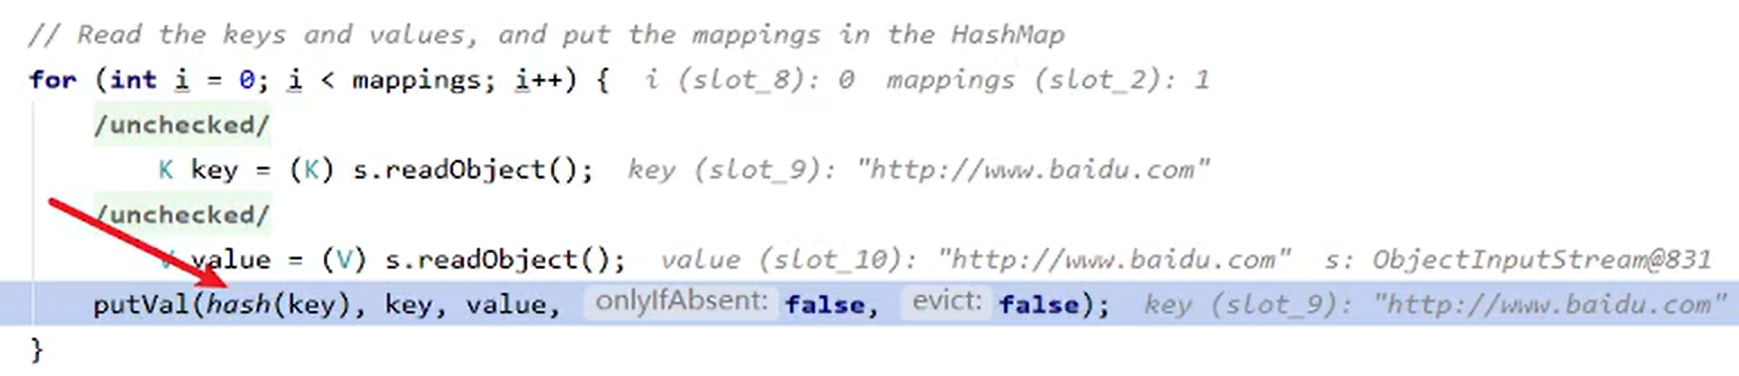 // Read the keys and values, and put the mappings in the HashMap
for (int i = 0; i < mappings; i++) {  i (slot_8): 0  mappings (slot_2): 1
/unchecked/
K key = (K) s.readObject();  key (slot_9): "http://www.baidu.com"
/unchecked/
V value = (V) s.readObject();  value (slot_10): "http://www.baidu.com"  s: ObjectInputStream@831
putVal(hash(key), key, value, onlyIfAbsent: false, evict: false);  key (slot_9): "http://www.baidu.com"
}